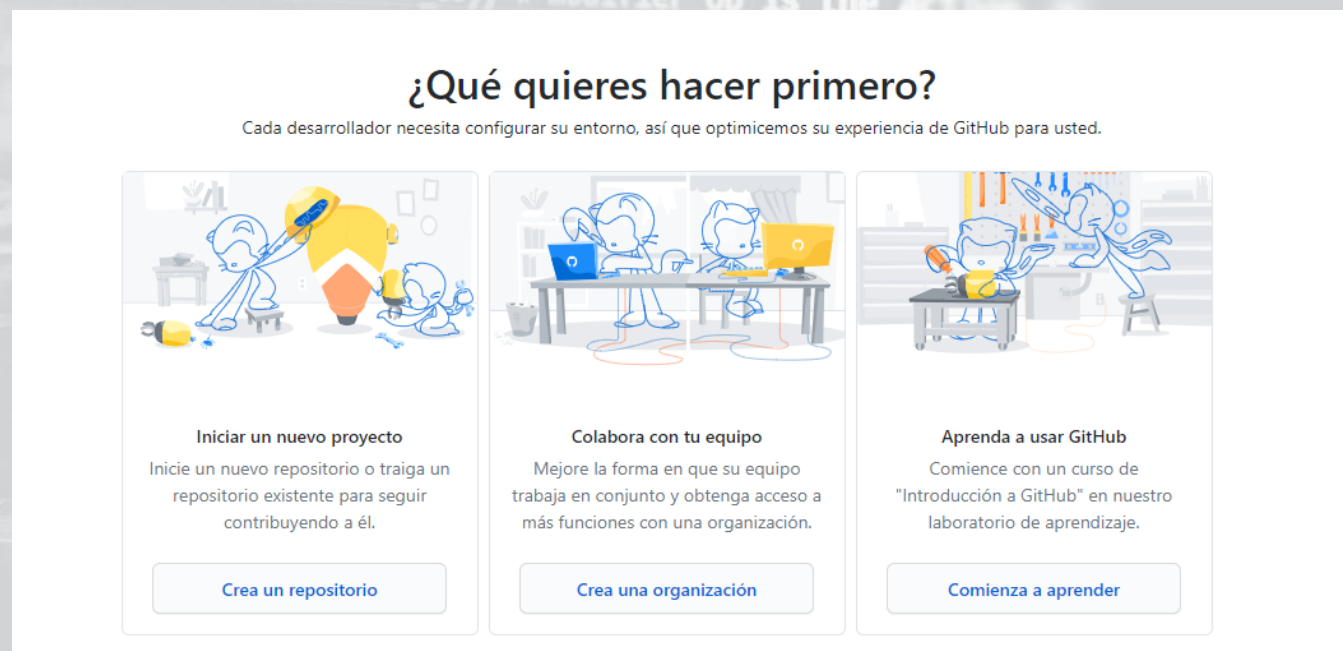 ¿Qué quieres hacer primero?
Cada desarrollador necesita configurar su entorno, así que optimicemos su experiencia de GitHub para usted.
Iniciar un nuevo proyecto
Inicie un nuevo repositorio o traiga un
repositorio existente para seguir
contribuyendo a él.
Crea un repositorio
Colabora con tu equipo
Mejore la forma en que su equipo
trabaja en conjunto y obtenga acceso a
más funciones con una organización.
Crea una organización
Aprenda a usar GitHub
Comience con un curso de
"Introducción a GitHub" en nuestro
laboratorio de aprendizaje.
Comienza a aprender